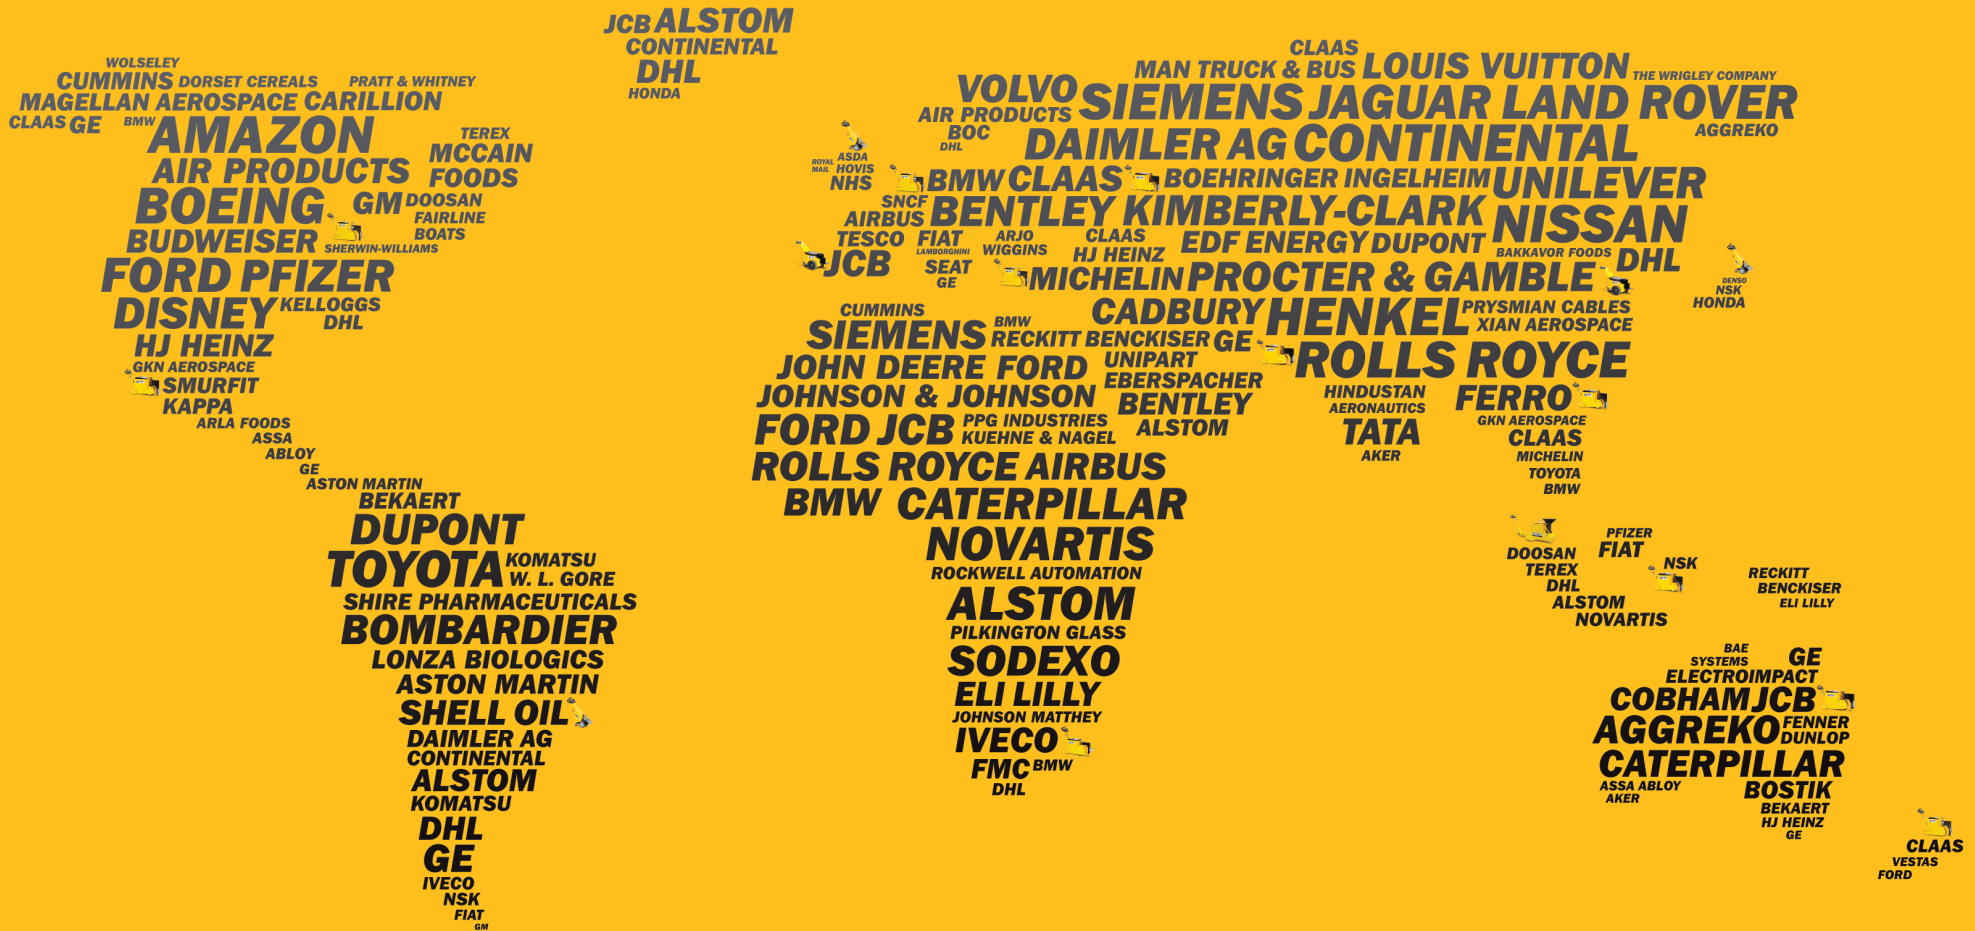 JCB ALSTOM
CONTINENTAL
DHL
HONDA
WOLSELEY
CUMMINS DORSET CEREALS PRATT & WHITNEY
MAGELLAN AEROSPACE CARILLION
CLAAS GE BMW AMAZON
TEREX
AIR PRODUCTS
MCCAIN
FOODS
BOEING GM DOOSAN
FAIRLINE
BOATS
BUDWEISER SHERWIN-WILLIAMS
FORD PFIZER
DISNEY KELLOGGS
DHL
HJ HEINZ
GKN AEROSPACE
SMURFIT
KAPPA
ARLA FOODS
ASSA
ABLOY
GE
ASTON MARTIN
BEKAERT
DUPONT
TOYOTA KOMATSU
W. L. GORE
SHIRE PHARMACEUTICALS
BOMBARDIER
LONZA BIOLOGICS
ASTON MARTIN
SHELL OIL
DAIMLER AG
CONTINENTAL
ALSTOM
KOMATSU
DHL
GE
IVECO
NSK
FIAT
GM
CLAAS
MAN TRUCK & BUS LOUIS VUITTON THE WRIGLEY COMPANY
VOLVO SIEMENS JAGUAR LAND ROVER
AIR PRODUCTS
BOC
DHL
DAIMLER AG CONTINENTAL
AGGREKO
ROYAL
MAIL
ASDA
HOVIS
NHS
BMW CLAAS BOEHRINGER INGELHEIM UNILEVER
SNCF
AIRBUS BENTLEY KIMBERLY-CLARK NISSAN
TESCO FIAT
LAMBORGHINI
ARJO
WIGGINS
CLAAS
HJ HEINZ
EDF ENERGY DUPONT
BAKKAVOR FOODS DHL
JCB SEAT
GE
MICHELIN PROCTER & GAMBLE
DENSO
NSK
HONDA
CUMMINS
SIEMENS BMW
RECKITT BENCKISER GE
CADBURY HENKEL PRYSMIAN CABLES
XIAN AEROSPACE
JOHN DEERE FORD UNIPART
ROLLS ROYCE
EBERSPACHER
JOHNSON & JOHNSON BENTLEY
HINDUSTAN
AERONAUTICS
TATA
AKER
FERRO
GKN AEROSPACE
CLAAS
MICHELIN
TOYOTA
BMW
FORD JCB PPG INDUSTRIES
KUEHNE & NAGEL
ALSTOM
ROLLS ROYCE AIRBUS
BMW CATERPILLAR
NOVARTIS
ROCKWELL AUTOMATION
ALSTOM
PILKINGTON GLASS
SODEXO
ELI LILLY
JOHNSON MATTHEY
IVECO
FMC BMW
DHL
DOOSAN
TEREX
DHL
ALSTOM
NOVARTIS
PFIZER
FIAT
NSK
RECKITT
BENCKISER
ELI LILLY
BAE
SYSTEMS
GE
ELECTROIMPACT
COBHAM JCB
AGGREKO FENNER
DUNLOP
CATERPILLAR
ASSA ABLOY
AKER
BOSTIK
BEKAERT
HJ HEINZ
GE
CLAAS
VESTAS
FORD